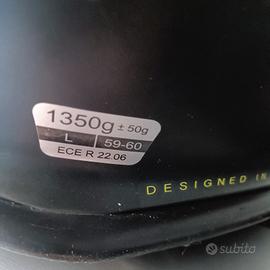 1350g ± 50g
L 59-60
ECE R 22.06
DESIGNED IN
subito